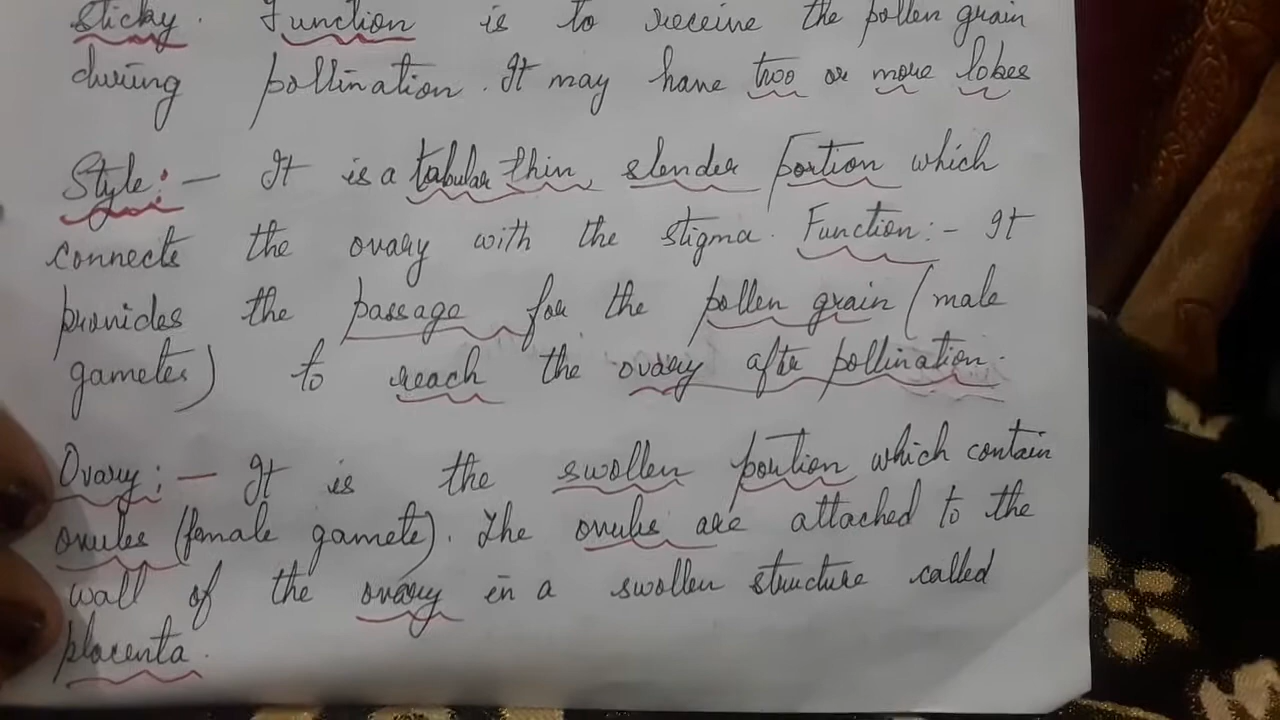 sticky. Function is to receive the pollen grain
during pollination. It may have two or more lobes
Style:- It is a tabular thin, slender portion which
connects the ovary with the stigma. Function:- It
provides the passage for the pollen grain (male
gametes) to reach the ovary after pollination.
Ovary:- It is the swollen portion which contain
ovules (female gamete). The ovules are attached to the
wall of the ovary in a swollen structure called
placenta.